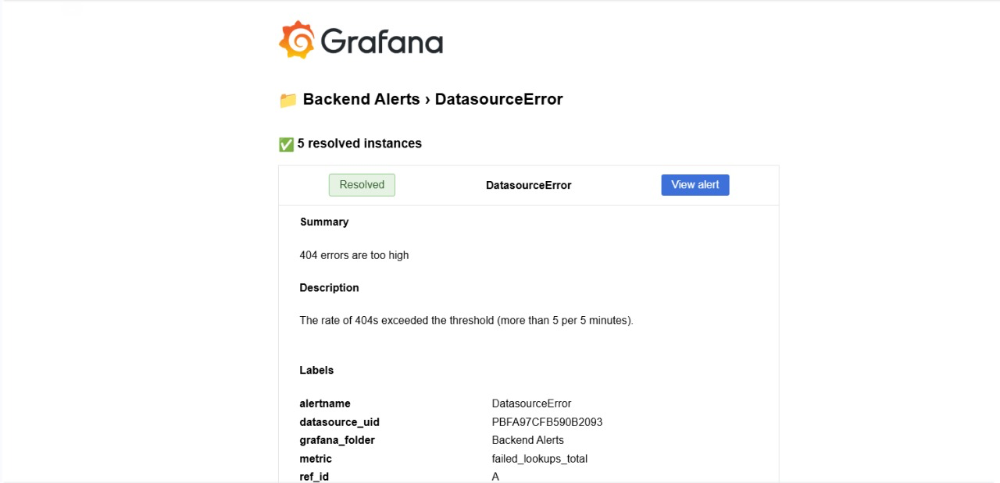 Grafana
📁 Backend Alerts › DatasourceError
✅ 5 resolved instances
Resolved DatasourceError View alert
Summary
404 errors are too high
Description
The rate of 404s exceeded the threshold (more than 5 per 5 minutes).
Labels
alertname DatasourceError
datasource_uid PBFA97CFB590B2093
grafana_folder Backend Alerts
metric failed_lookups_total
ref_id A